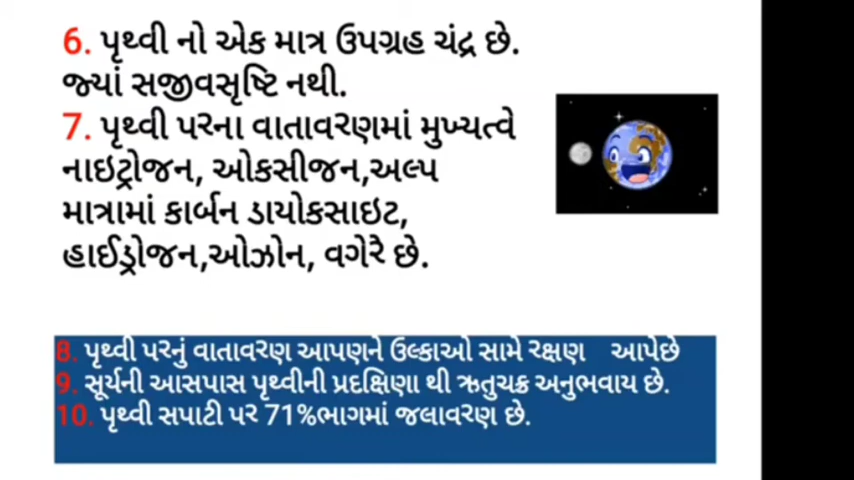 6. પૃથ્વી નો એક માત્ર ઉપગ્રહ ચંદ્ર છે.
જ્યાં સજીવસૃષ્ટિ નથી.
7. પૃથ્વી પરના વાતાવરણમાં મુખ્યત્વે
નાઇટ્રોજન, ઓકસીજન,અલ્પ
માત્રામાં કાર્બન ડાયોકસાઇટ,
હાઈડ્રોજન,ઓઝોન, વગેરૈ છે.
8. પૃથ્વી પરનું વાતાવરણ આપણને ઉલ્કાઓ સામે રક્ષણ આપેછે
9. સૂર્યની આસપાસ પૃથ્વીની પ્રદક્ષિણા થી ઋતુચક્ર અનુભવાય છે.
10. પૃથ્વી સપાટી પર 71%ભાગમાં જલાવરણ છે.